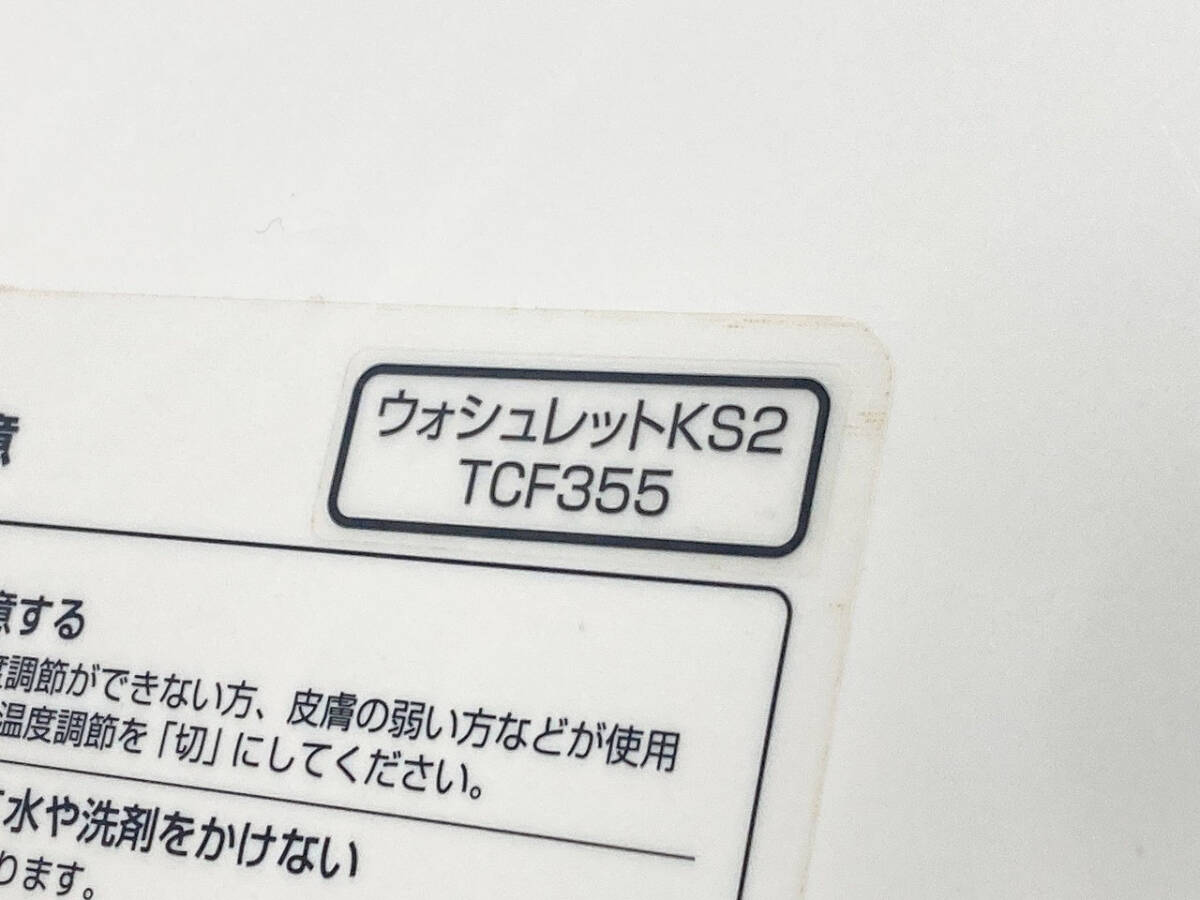 ウォシュレットKS2
TCF355
意
意する
度調節ができない方、皮膚の弱い方などが使用
温度調節を「切」にしてください。
水や洗剤をかけない
ります。